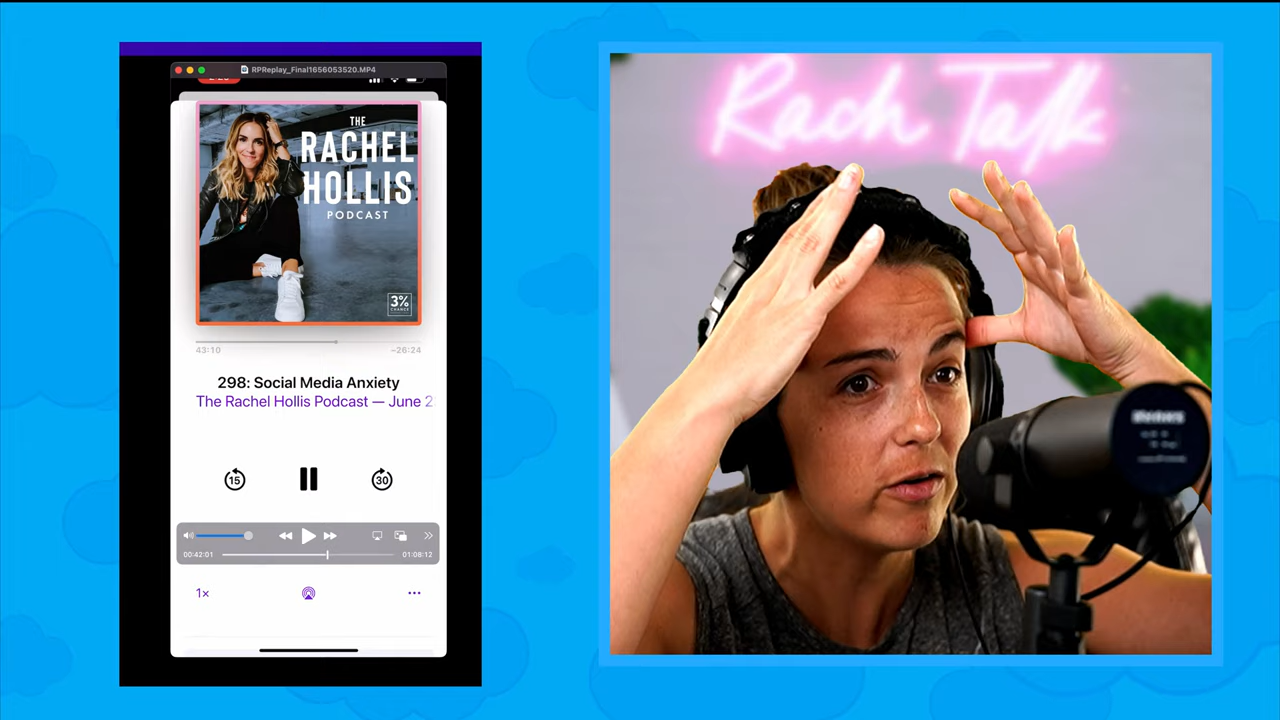 RPReplay_Final1656053520.MP4
THE
RACHEL
HOLLIS
PODCAST
3%
CHANCE
43:10
-26:24
298: Social Media Anxiety
The Rachel Hollis Podcast — June 2
15
30
00:42:01
01:08:12
1×
Rach Talk